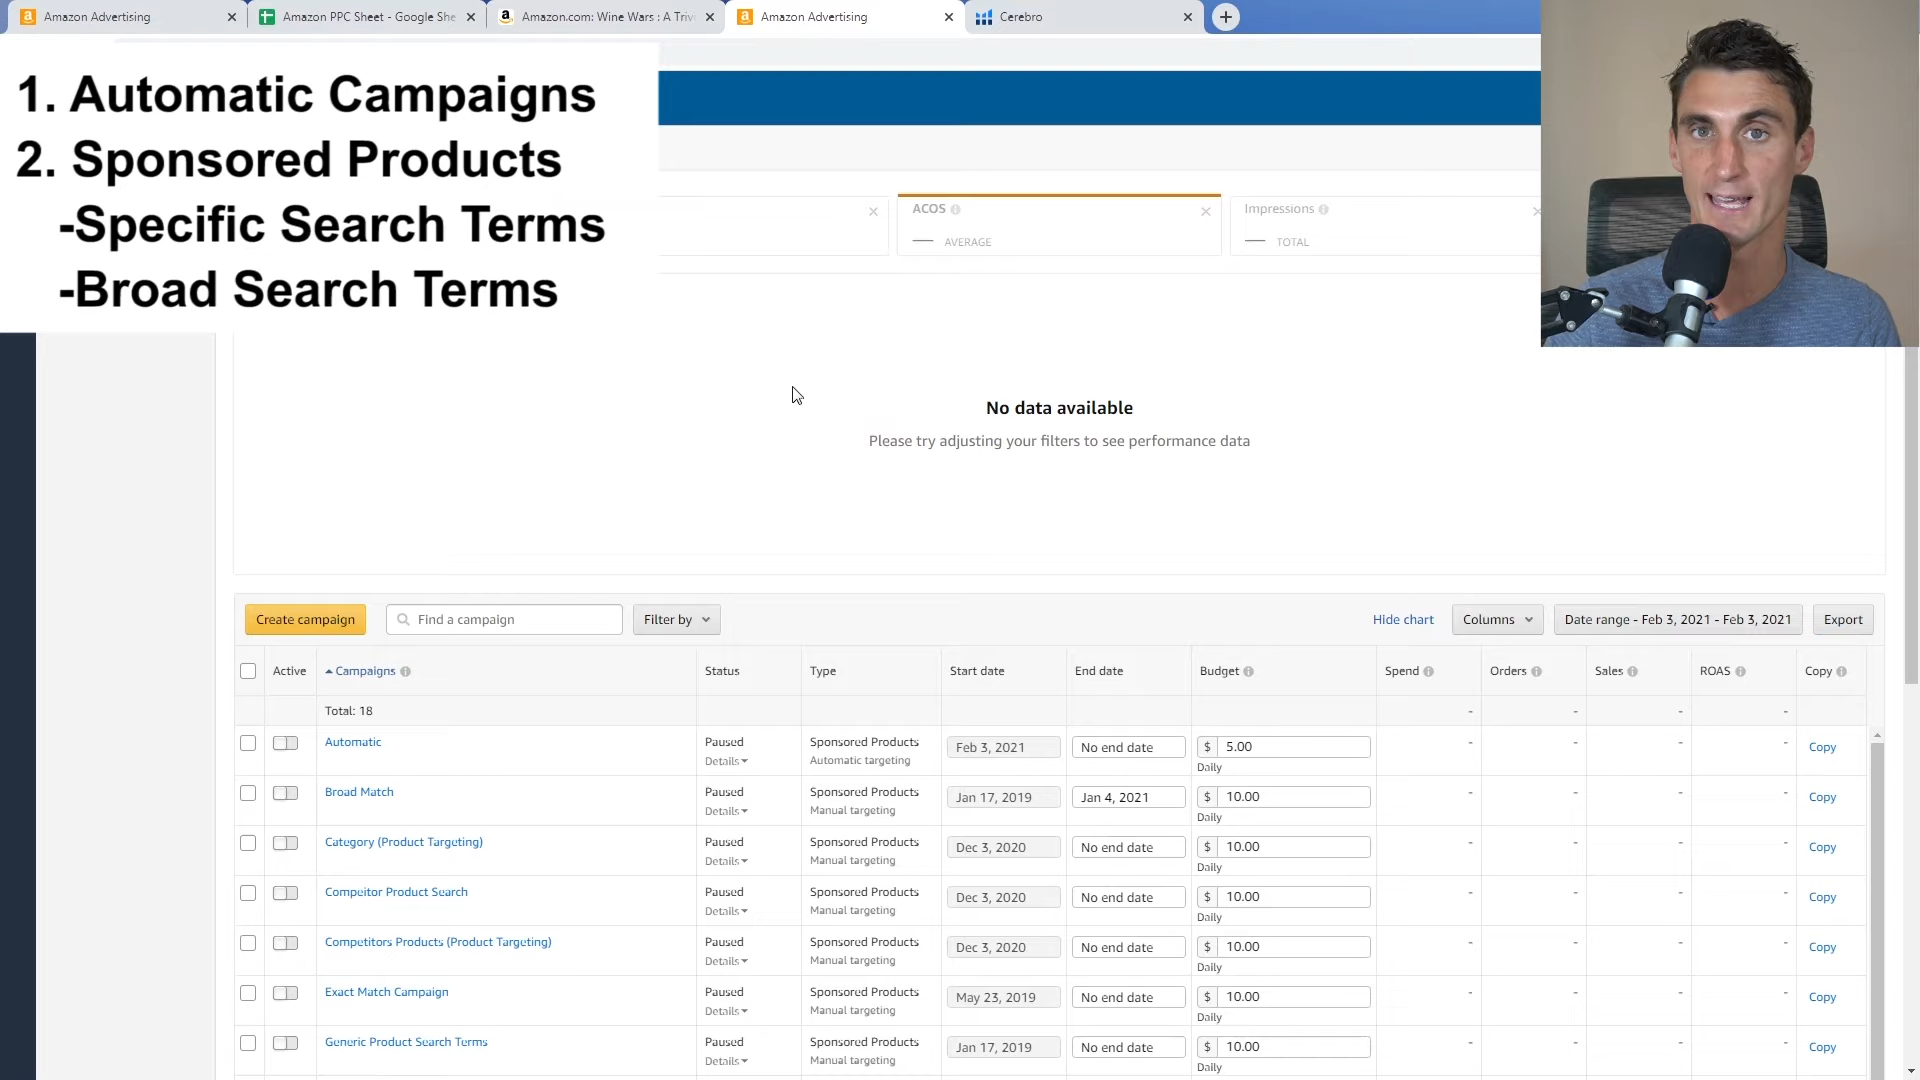 Amazon Advertising
Amazon PPC Sheet - Google She
Amazon.com: Wine Wars : A Trivi
Amazon Advertising
Cerebro
1. Automatic Campaigns
2. Sponsored Products
-Specific Search Terms
-Broad Search Terms
ACOS
AVERAGE
Impressions
TOTAL
No data available
Please try adjusting your filters to see performance data
Create campaign
Find a campaign
Filter by
Hide chart
Columns
Date range - Feb 3, 2021 - Feb 3, 2021
Export
Active Campaigns Status Type Start date End date Budget Spend Orders Sales ROAS Copy
Total: 18 - - - -
Automatic Paused Sponsored Products Feb 3, 2021 No end date $ 5.00 - - - - Copy
Details Automatic targeting Daily
Broad Match Paused Sponsored Products Jan 17, 2019 Jan 4, 2021 $ 10.00 - - - - Copy
Details Manual targeting Daily
Category (Product Targeting) Paused Sponsored Products Dec 3, 2020 No end date $ 10.00 - - - - Copy
Details Manual targeting Daily
Compeitor Product Search Paused Sponsored Products Dec 3, 2020 No end date $ 10.00 - - - - Copy
Details Manual targeting Daily
Competitors Products (Product Targeting) Paused Sponsored Products Dec 3, 2020 No end date $ 10.00 - - - - Copy
Details Manual targeting Daily
Exact Match Campaign Paused Sponsored Products May 23, 2019 No end date $ 10.00 - - - - Copy
Details Manual targeting Daily
Generic Product Search Terms Paused Sponsored Products Jan 17, 2019 No end date $ 10.00 - - - - Copy
Details Manual targeting Daily